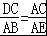 DC/AB = AC/AE